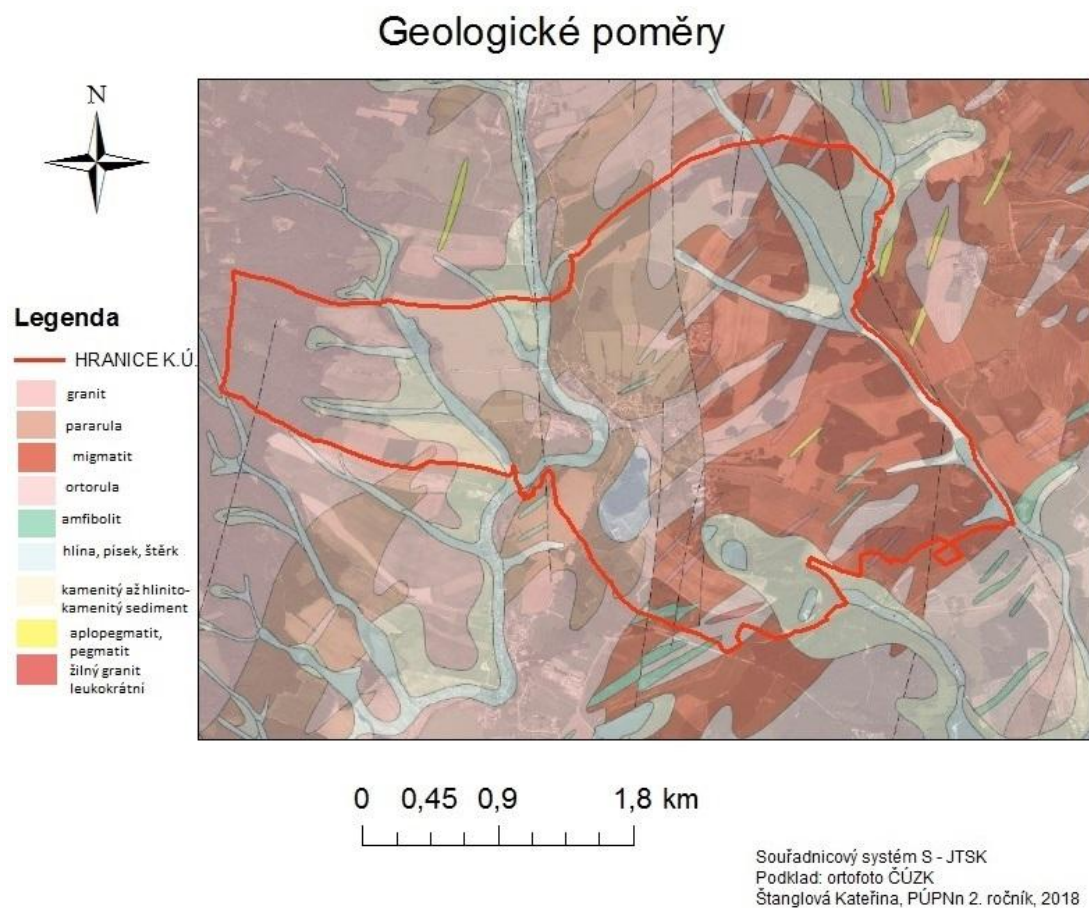 Geologické poměry
N
Legenda
HRANICE K.Ú.
granit
pararula
migmatit
ortorula
amfibolit
hlína, písek, štěrk
kamenitý až hlinito-
kamenitý sediment
aplopegmatit,
pegmatit
žilný granit
leukokrátní
0 0,45 0,9 1,8 km
Souřadnicový systém S - JTSK
Podklad: ortofoto ČÚZK
Štanglová Kateřina, PÚPNn 2. ročník, 2018